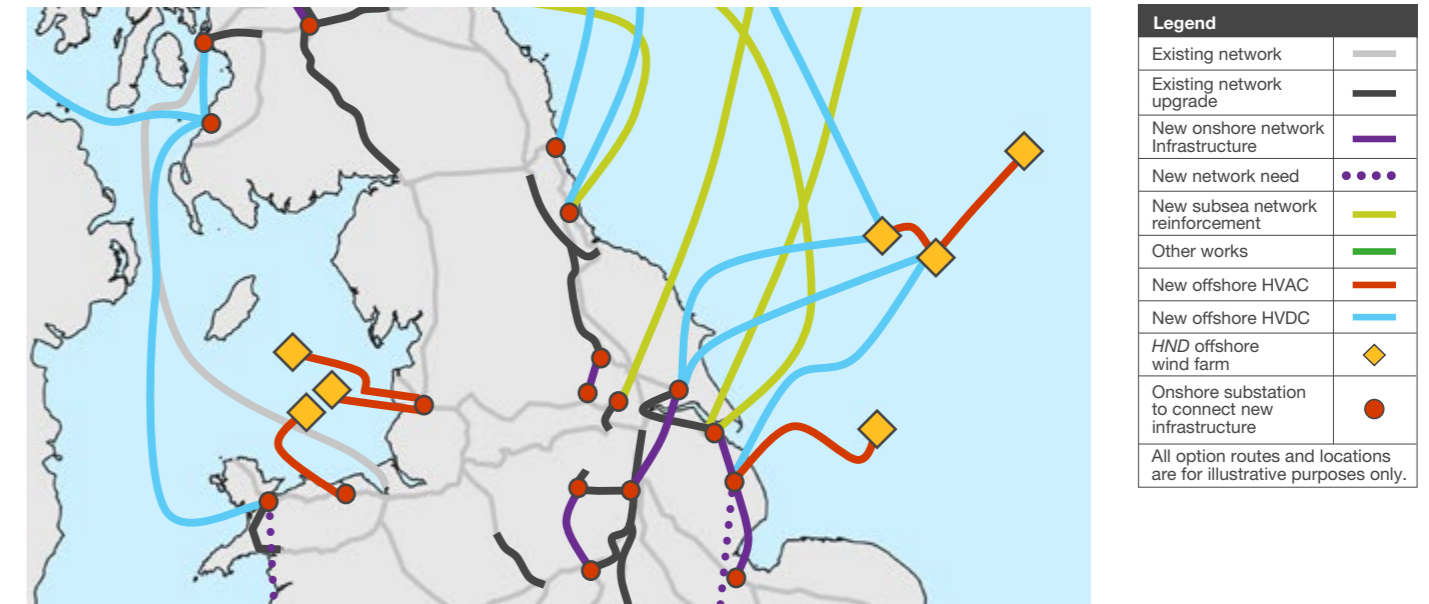 Legend
Existing network
Existing network
upgrade
New onshore network
Infrastructure
New network need
New subsea network
reinforcement
Other works
New offshore HVAC
New offshore HVDC
HND offshore
wind farm
Onshore substation
to connect new
infrastructure
All option routes and locations
are for illustrative purposes only.